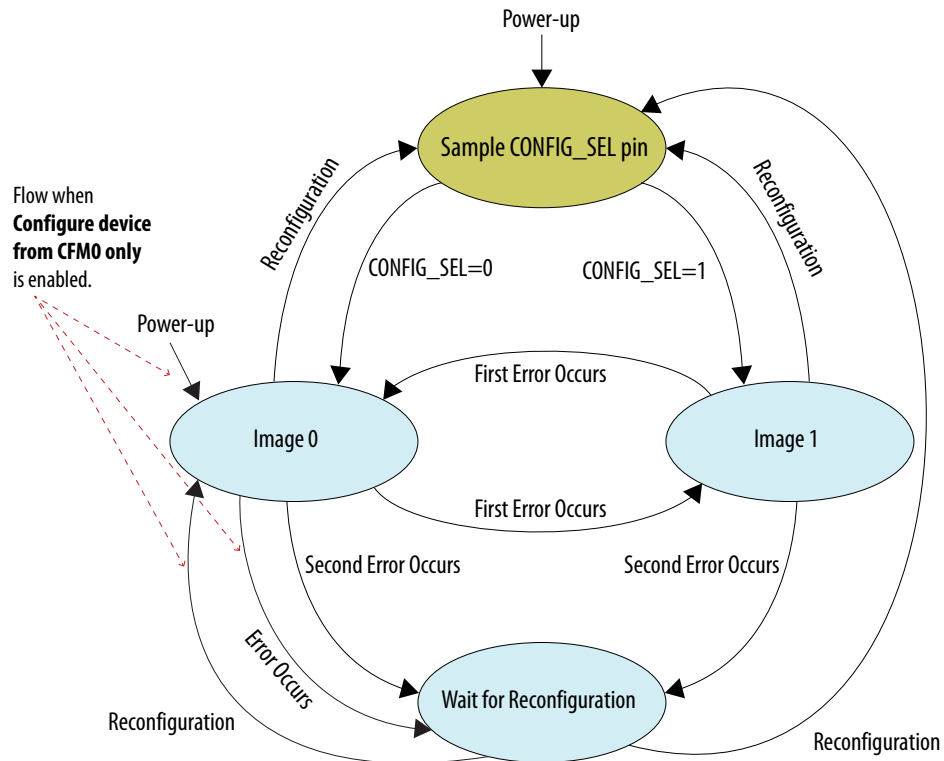 Power-up
Sample CONFIG_SEL pin
Reconfiguration
Reconfiguration
Flow when
Configure device
from CFM0 only
is enabled.
CONFIG_SEL=0
CONFIG_SEL=1
Power-up
First Error Occurs
Image 0
Image 1
First Error Occurs
Second Error Occurs
Second Error Occurs
Error Occurs
Wait for Reconfiguration
Reconfiguration
Reconfiguration